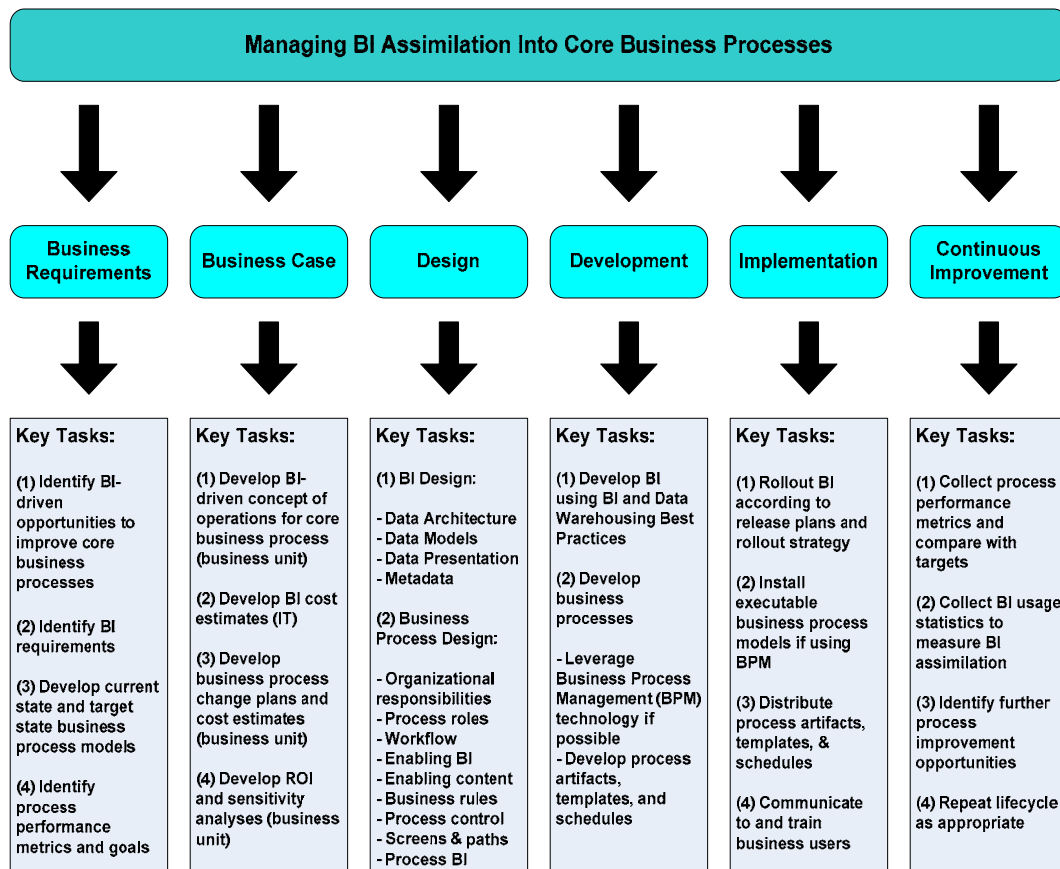 Managing BI Assimilation Into Core Business Processes
Business
Requirements
Business Case
Design
Development
Implementation
Continuous
Improvement
Key Tasks:
(1) Identify BI-
driven
opportunities to
improve core
business
processes
(2) Identify BI
requirements
(3) Develop current
state and target
state business
process models
(4) Identify
process
performance
metrics and goals
Key Tasks:
(1) Develop BI-
driven concept of
operations for core
business process
(business unit)
(2) Develop BI cost
estimates (IT)
(3) Develop
business process
change plans and
cost estimates
(business unit)
(4) Develop ROI
and sensitivity
analyses (business
unit)
Key Tasks:
(1) BI Design:
- Data Architecture
- Data Models
- Data Presentation
- Metadata
(2) Business
Process Design:
- Organizational
responsibilities
- Process roles
- Workflow
- Enabling BI
- Enabling content
- Business rules
- Process control
- Screens & paths
- Process BI
Key Tasks:
(1) Develop BI
using BI and Data
Warehousing Best
Practices
(2) Develop
business
processes
- Leverage
Business Process
Management (BPM)
technology if
possible
- Develop process
artifacts,
templates, and
schedules
Key Tasks:
(1) Rollout BI
according to
release plans and
rollout strategy
(2) Install
executable
business process
models if using
BPM
(3) Distribute
process artifacts,
templates, &
schedules
(4) Communicate
to and train
business users
Key Tasks:
(1) Collect process
performance
metrics and
compare with
targets
(2) Collect BI usage
statistics to
measure BI
assimilation
(3) Identify further
process
improvement
opportunities
(4) Repeat lifecycle
as appropriate